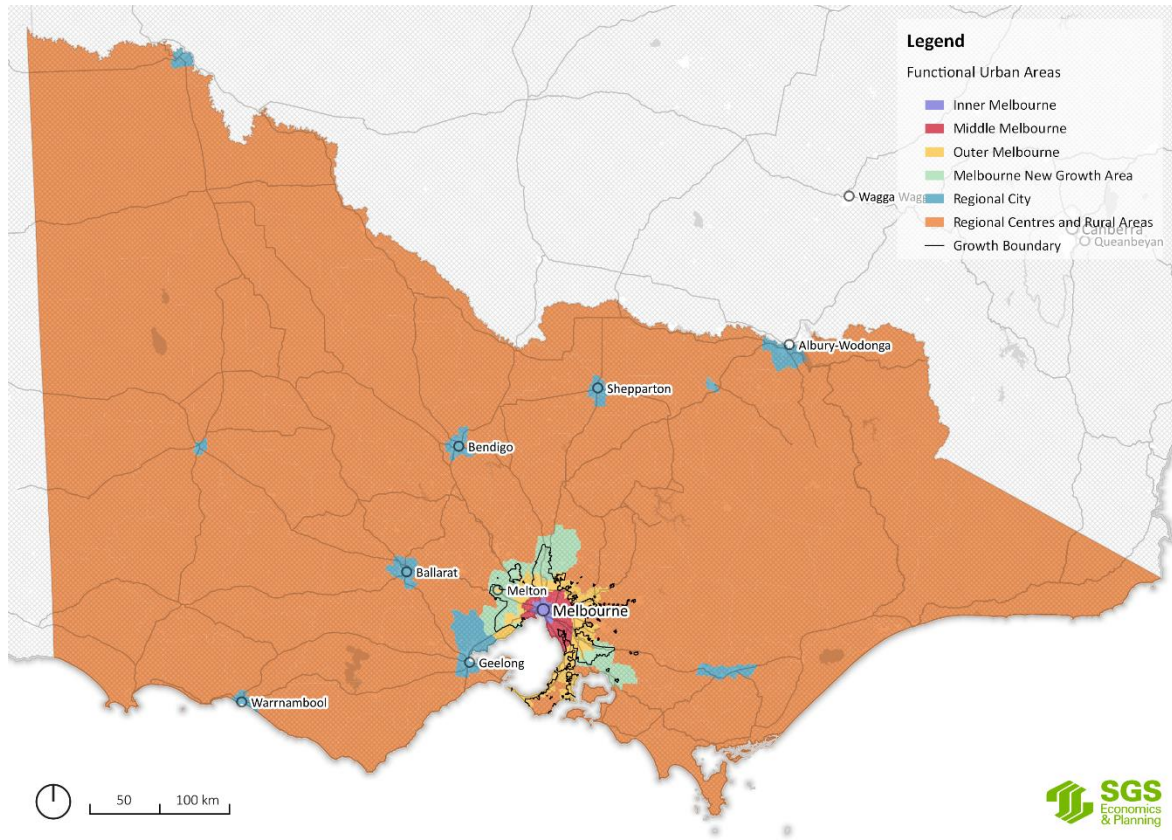 Legend
Functional Urban Areas
Inner Melbourne
Middle Melbourne
Outer Melbourne
Melbourne New Growth Area
Regional City
Regional Centres and Rural Areas
Growth Boundary
Wagga Wagga
Canberra
Queanbeyan
Albury-Wodonga
Shepparton
Bendigo
Ballarat
Melton
Melbourne
Geelong
Warrnambool
50 100 km
SGS
Economics
& Planning